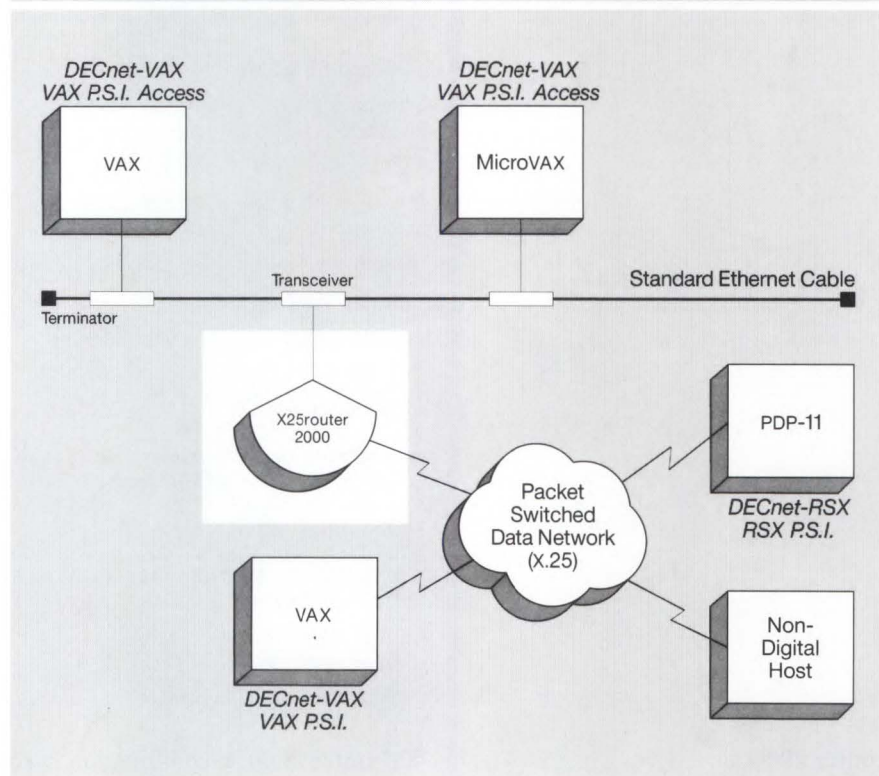 DECnet-VAX
VAX P.S.I. Access
VAX
DECnet-VAX
VAX P.S.I. Access
MicroVAX
Transceiver
Standard Ethernet Cable
Terminator
X25router
2000
Packet
Switched
Data Network
(X.25)
PDP-11
DECnet-RSX
RSX P.S.I.
VAX
DECnet-VAX
VAX P.S.I.
Non-
Digital
Host